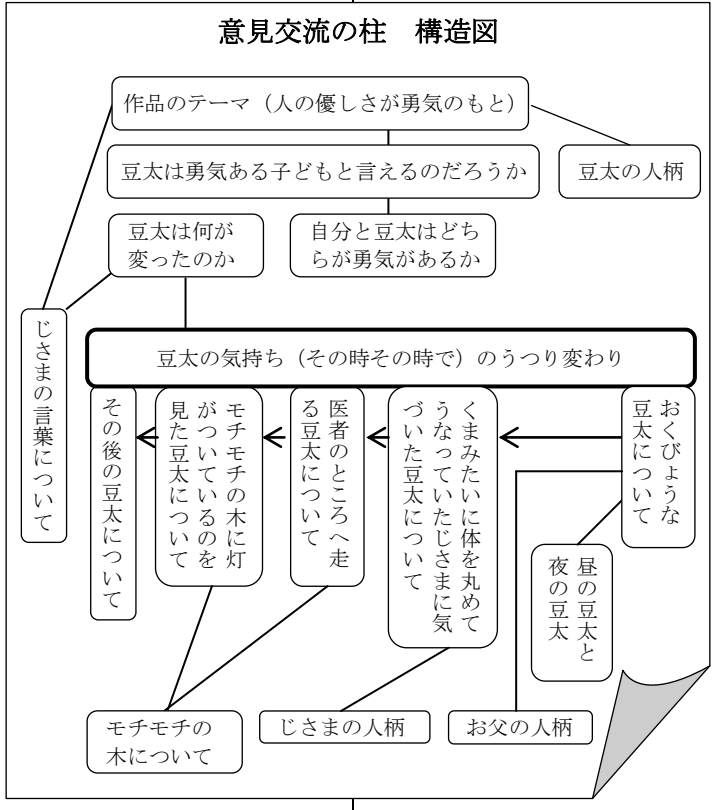 意見交流の柱　構造図
作品のテーマ（人の優しさが勇気のもと）
豆太は勇気ある子どもと言えるのだろうか
豆太の人柄
豆太は何が
変ったのか
自分と豆太はどち
らが勇気があるか
じさまの言葉について
豆太の気持ち（その時その時で）のうつり変わり
おくびょうな
豆太について
くまみたいに体を丸めて
うなっていたじさまに気
づいた豆太について
医者のところへ走
る豆太について
モチモチの木に灯
がついているのを
見た豆太について
その後の豆太について
昼の豆太と
夜の豆太
モチモチの
木について
じさまの人柄
お父の人柄